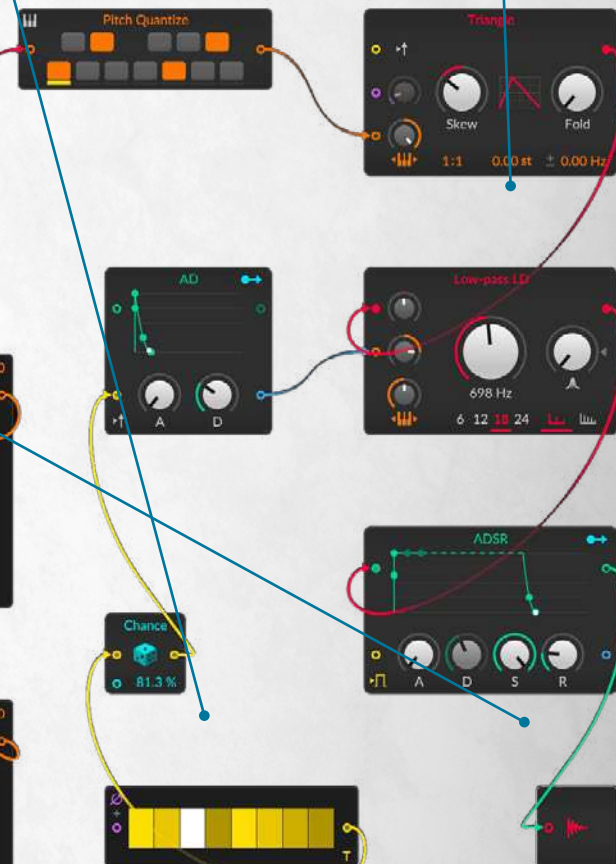 Pitch Quantize
Triangle
Skew
Fold
1:1
0.00 st
± 0.00 Hz
AD
A
D
Low-pass LD
698 Hz
6 12 18 24
ADSR
A
D
S
R
Chance
81.3 %
T